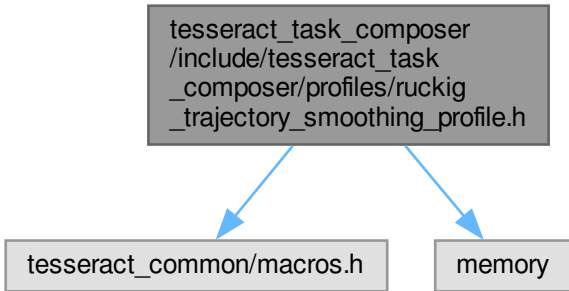 tesseract_task_composer
/include/tesseract_task
_composer/profiles/ruckig
_trajectory_smoothing_profile.h
tesseract_common/macros.h
memory